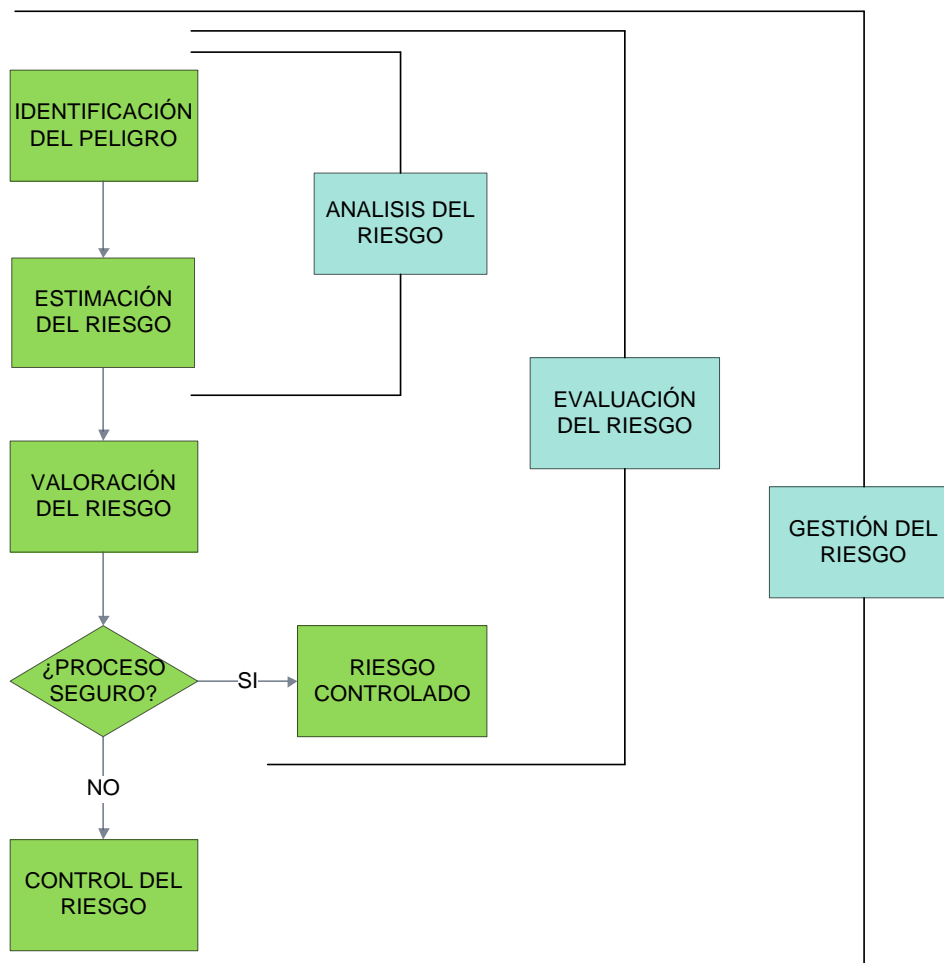 IDENTIFICACIÓN
DEL PELIGRO
ANALISIS DEL
RIESGO
ESTIMACIÓN
DEL RIESGO
EVALUACIÓN
DEL RIESGO
VALORACIÓN
DEL RIESGO
GESTIÓN DEL
RIESGO
¿PROCESO
SEGURO?
SI
RIESGO
CONTROLADO
NO
CONTROL DEL
RIESGO